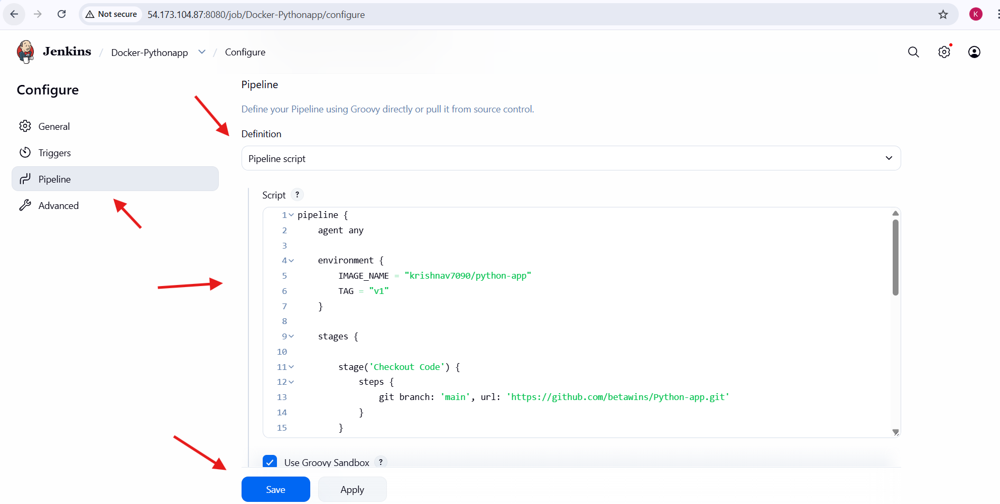 Not secure 54.173.104.87:8080/job/Docker-Pythonapp/configure K
Jenkins / Docker-Pythonapp / Configure
Configure
General
Triggers
Pipeline
Advanced
Pipeline
Define your Pipeline using Groovy directly or pull it from source control.
Definition
Pipeline script
Script ?
1 pipeline {
2     agent any
3
4     environment {
5         IMAGE_NAME = "krishnav7090/python-app"
6         TAG = "v1"
7     }
8
9     stages {
10
11         stage('Checkout Code') {
12             steps {
13                 git branch: 'main', url: 'https://github.com/betawins/Python-app.git'
14             }
15         }
Use Groovy Sandbox ?
Save Apply